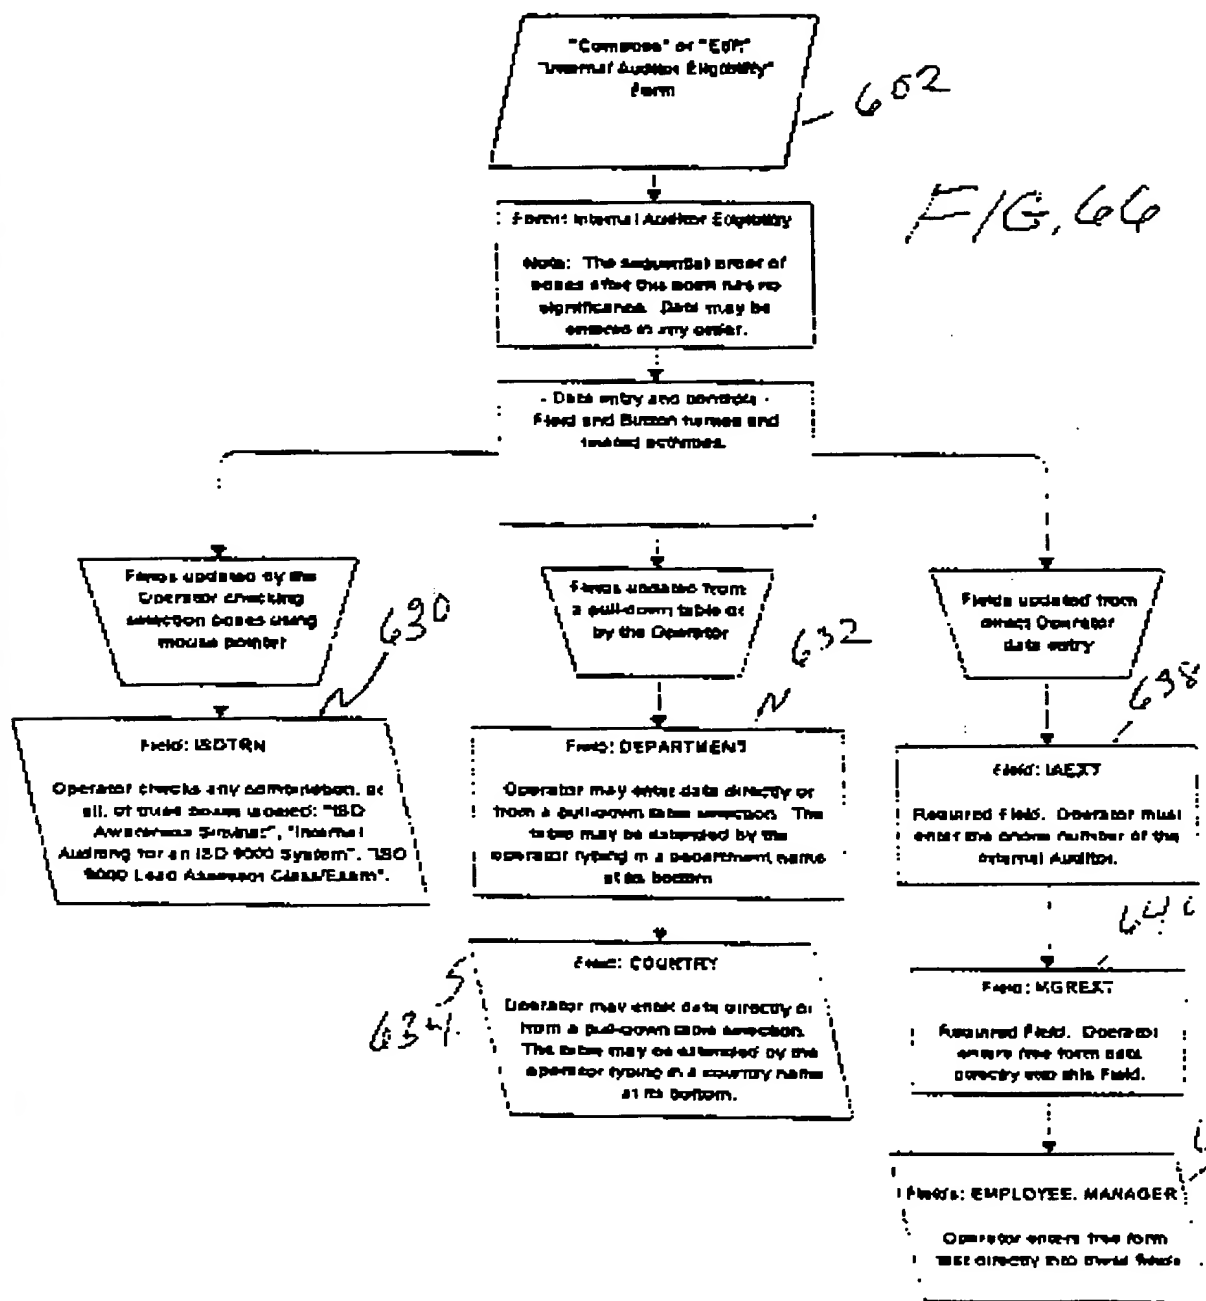 "Compose" or "Edit"
"Internal Auditor Eligibility"
Form
602
FIG. 66
Form: Internal Auditor Eligibility
Note: The sequential order of
boxes after this point has no
significance. Data may be
entered in any order.
- Data entry and controls -
Field and Button names and
related activities.
Fields updated by the
Operator checking
selection boxes using
mouse pointer
630
Fields updated from
a pull-down table or
by the Operator
632
Fields updated from
direct Operator
data entry
638
Field: ISOTRN
Operator checks any combination, or
all, of three boxes labeled: "ISO
Awareness Seminar", "Internal
Auditing for an ISO 9000 System", "ISO
9000 Lead Assessor Class/Exam".
Field: DEPARTMENT
Operator may enter data directly or
from a pull-down table selection. The
table may be extended by the
operator typing in a department name
at its bottom
Field: IAEXT
Required Field. Operator must
enter the phone number of the
Internal Auditor.
634
Field: COUNTRY
Operator may enter data directly or
from a pull-down table selection.
The table may be extended by the
operator typing in a country name
at its bottom.
Field: MGREXT
Required Field. Operator
enters free form data
directly into this Field.
Fields: EMPLOYEE, MANAGER
Operator enters free form
text directly into these fields